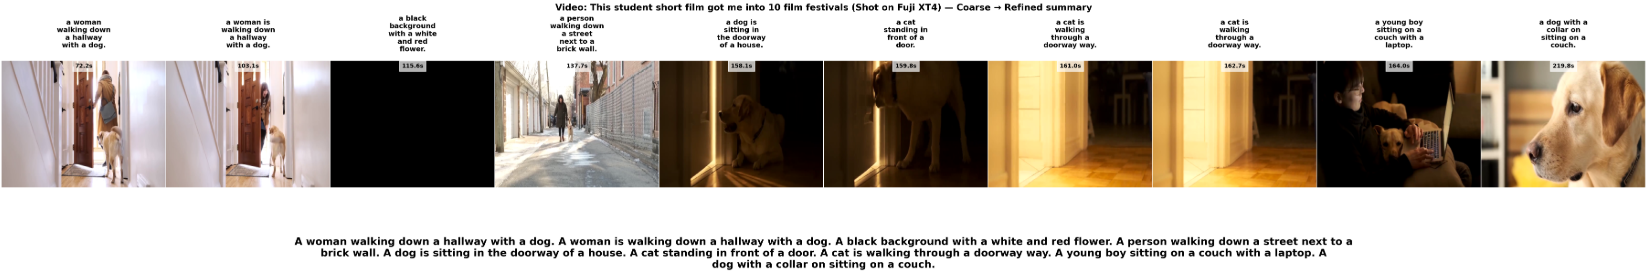 Video: This student short film got me into 10 film festivals (Shot on Fuji XT4) — Coarse → Refined summary
a woman
walking down
a hallway
with a dog.
a woman is
walking down
a hallway
with a dog.
a black
background
with a white
and red
flower.
a person
walking down
a street
next to a
brick wall.
a dog is
sitting in
the doorway
of a house.
a cat
standing in
front of a
door.
a cat is
walking
through a
doorway way.
a cat is
walking
through a
doorway way.
a young boy
sitting on a
couch with a
laptop.
a dog with a
collar on
sitting on a
couch.
72.2s
103.1s
115.6s
137.7s
158.1s
159.8s
161.0s
162.7s
164.0s
219.8s
A woman walking down a hallway with a dog. A woman is walking down a hallway with a dog. A black background with a white and red flower. A person walking down a street next to a
brick wall. A dog is sitting in the doorway of a house. A cat standing in front of a door. A cat is walking through a doorway way. A young boy sitting on a couch with a laptop. A
dog with a collar on sitting on a couch.